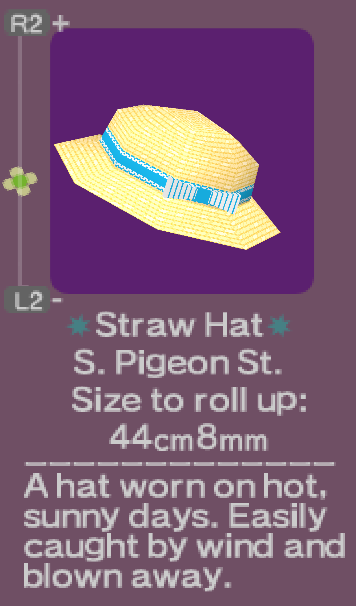 R2 +
L2 -
Straw Hat
S. Pigeon St.
Size to roll up:
44cm8mm
A hat worn on hot,
sunny days. Easily
caught by wind and
blown away.